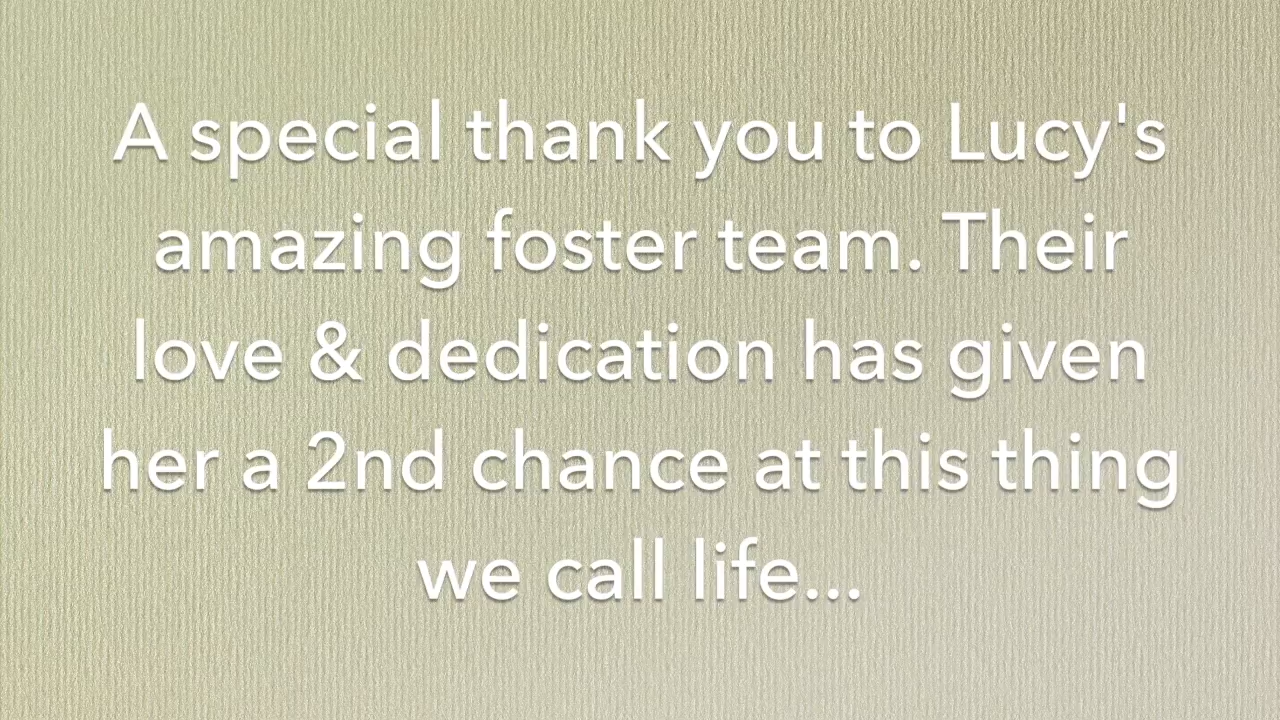 A special thank you to Lucy's
amazing foster team. Their
love & dedication has given
her a 2nd chance at this thing
we call life...